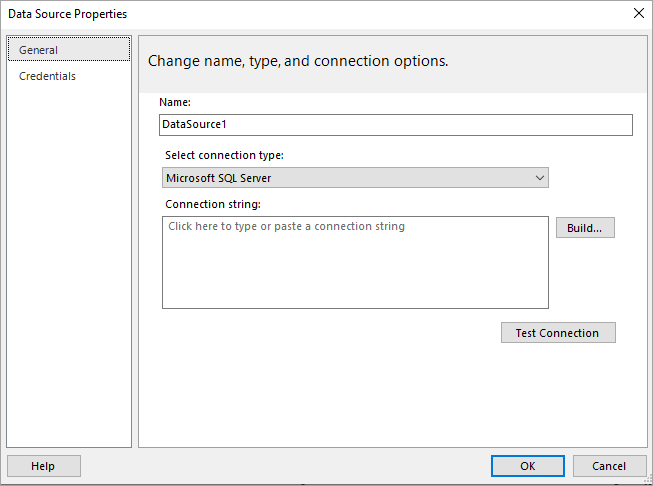 Data Source Properties
General
Credentials
Change name, type, and connection options.
Name:
DataSource1
Select connection type:
Microsoft SQL Server
Connection string:
Click here to type or paste a connection string
Build...
Test Connection
Help
OK
Cancel